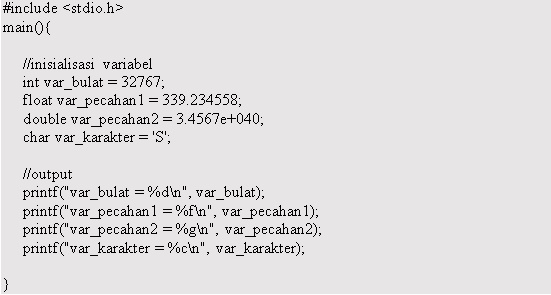 #include <stdio.h>
main(){
//inisialisasi  variabel
int var_bulat = 32767;
float var_pecahan1 = 339.234558;
double var_pecahan2 = 3.4567e+040;
char var_karakter = 'S';
//output
printf("var_bulat = %d\n", var_bulat);
printf("var_pecahan1 = %f\n", var_pecahan1);
printf("var_pecahan2 = %g\n", var_pecahan2);
printf("var_karakter = %c\n", var_karakter);
}